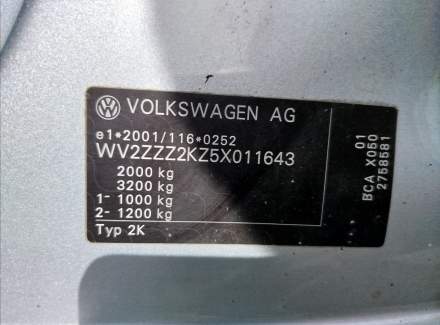 VOLKSWAGEN AG
e1*2001/116*0252
WV2ZZZ2KZ5X011643
2000 kg
3200 kg
1- 1000 kg
2- 1200 kg
Typ 2K
01
BCA X050
2758581